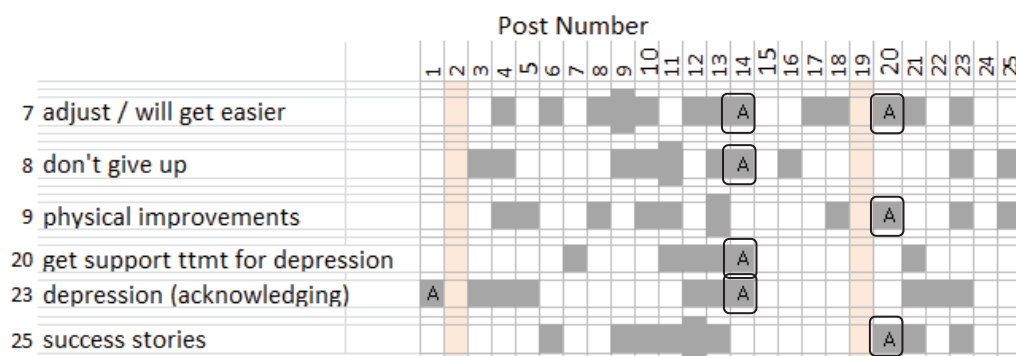 Post Number
1 2 3 4 5 6 7 8 9 10 11 12 13 14 15 16 17 18 19 20 21 22 23 24 25
7 adjust / will get easier A A
8 don't give up A
9 physical improvements A
20 get support ttmt for depression A
23 depression (acknowledging) A A
25 success stories A